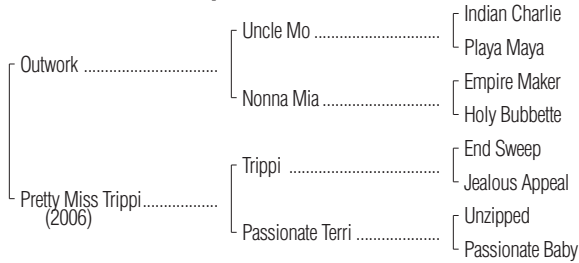 Indian Charlie
Uncle Mo ..................................
Playa Maya
Outwork ..................................
Empire Maker
Nonna Mia ..............................
Holy Bubbette
End Sweep
Trippi .......................................
Jealous Appeal
Pretty Miss Trippi...................
(2006)
Unzipped
Passionate Terri ......................
Passionate Baby